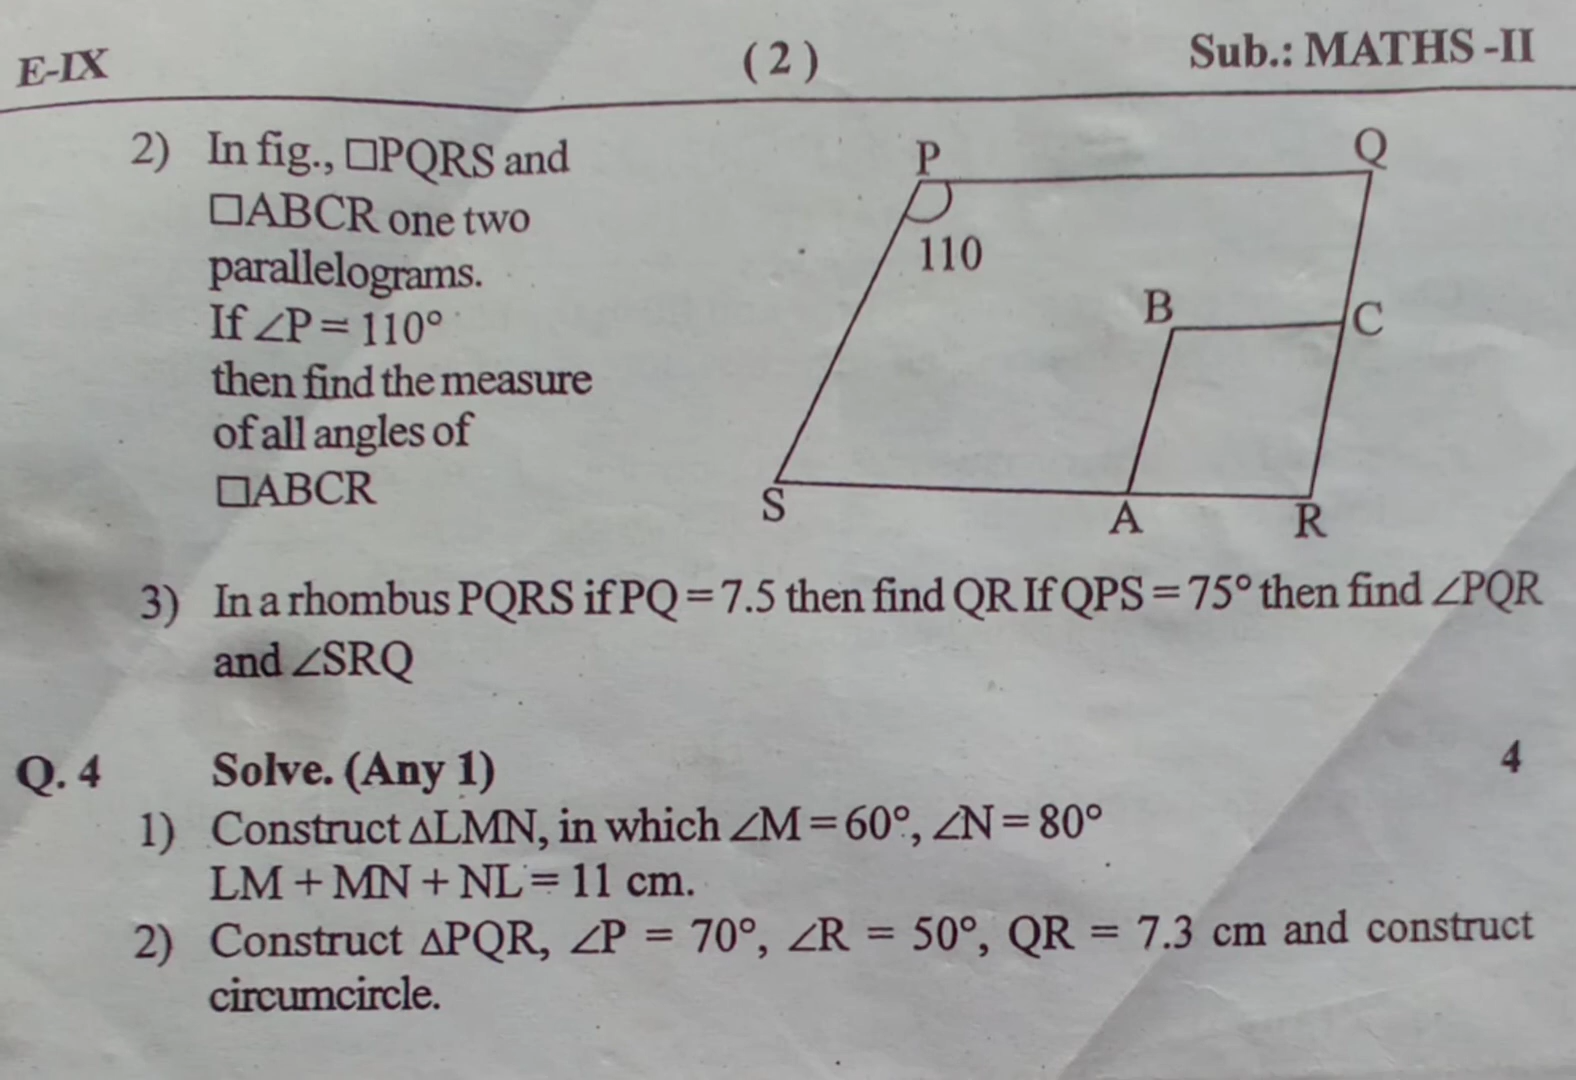 E-IX (2) Sub.: MATHS -II
2) In fig., □PQRS and
□ABCR one two
parallelograms.
If ∠P = 110°
then find the measure
of all angles of
□ABCR
P Q
110
B C
S A R
3) In a rhombus PQRS if PQ = 7.5 then find QR If QPS = 75° then find ∠PQR
and ∠SRQ
Q. 4 Solve. (Any 1) 4
1) Construct ∆LMN, in which ∠M = 60°, ∠N = 80°
LM + MN + NL = 11 cm.
2) Construct ∆PQR, ∠P = 70°, ∠R = 50°, QR = 7.3 cm and construct
circumcircle.